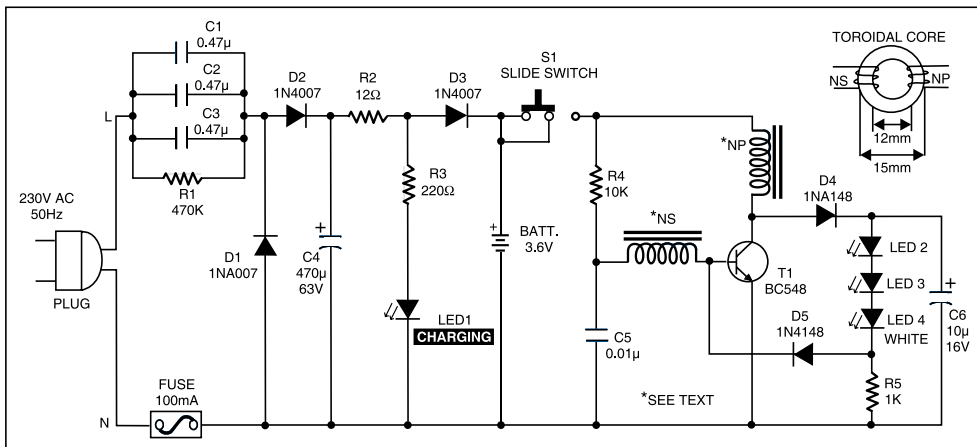 C1
0.47µ
C2
0.47µ
C3
0.47µ
L
R1
470K
230V AC
50Hz
PLUG
N
FUSE
100mA
D2
1N4007
D1
1NA007
R2
12Ω
C4
470µ
63V
+
R3
220Ω
LED1
CHARGING
D3
1N4007
+
BATT.
3.6V
S1
SLIDE SWITCH
R4
10K
*NS
C5
0.01µ
*NP
T1
BC548
D5
1N4148
*SEE TEXT
D4
1NA148
LED 2
LED 3
LED 4
WHITE
R5
1K
+
C6
10µ
16V
TOROIDAL CORE
NS
NP
12mm
15mm